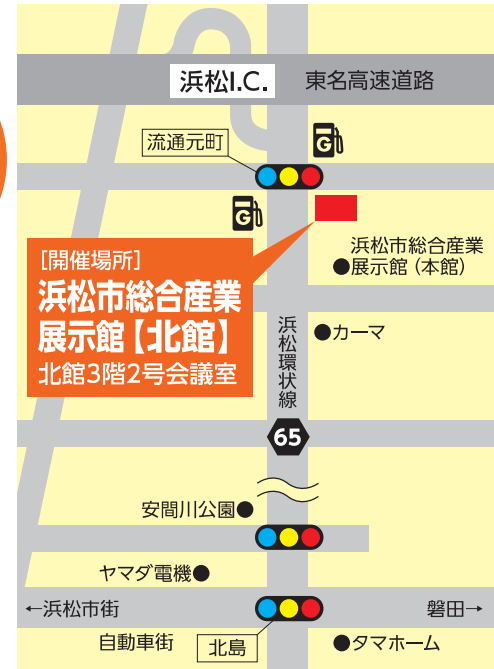 浜松I.C.
東名高速道路
G
流通元町
G
浜松市総合産業
展示館(本館)
[開催場所]
浜松市総合産業
展示館【北館】
北館3階2号会議室
浜松環状線
カーマ
65
安間川公園
ヤマダ電機
←浜松市街
磐田→
自動車街
北島
タマホーム